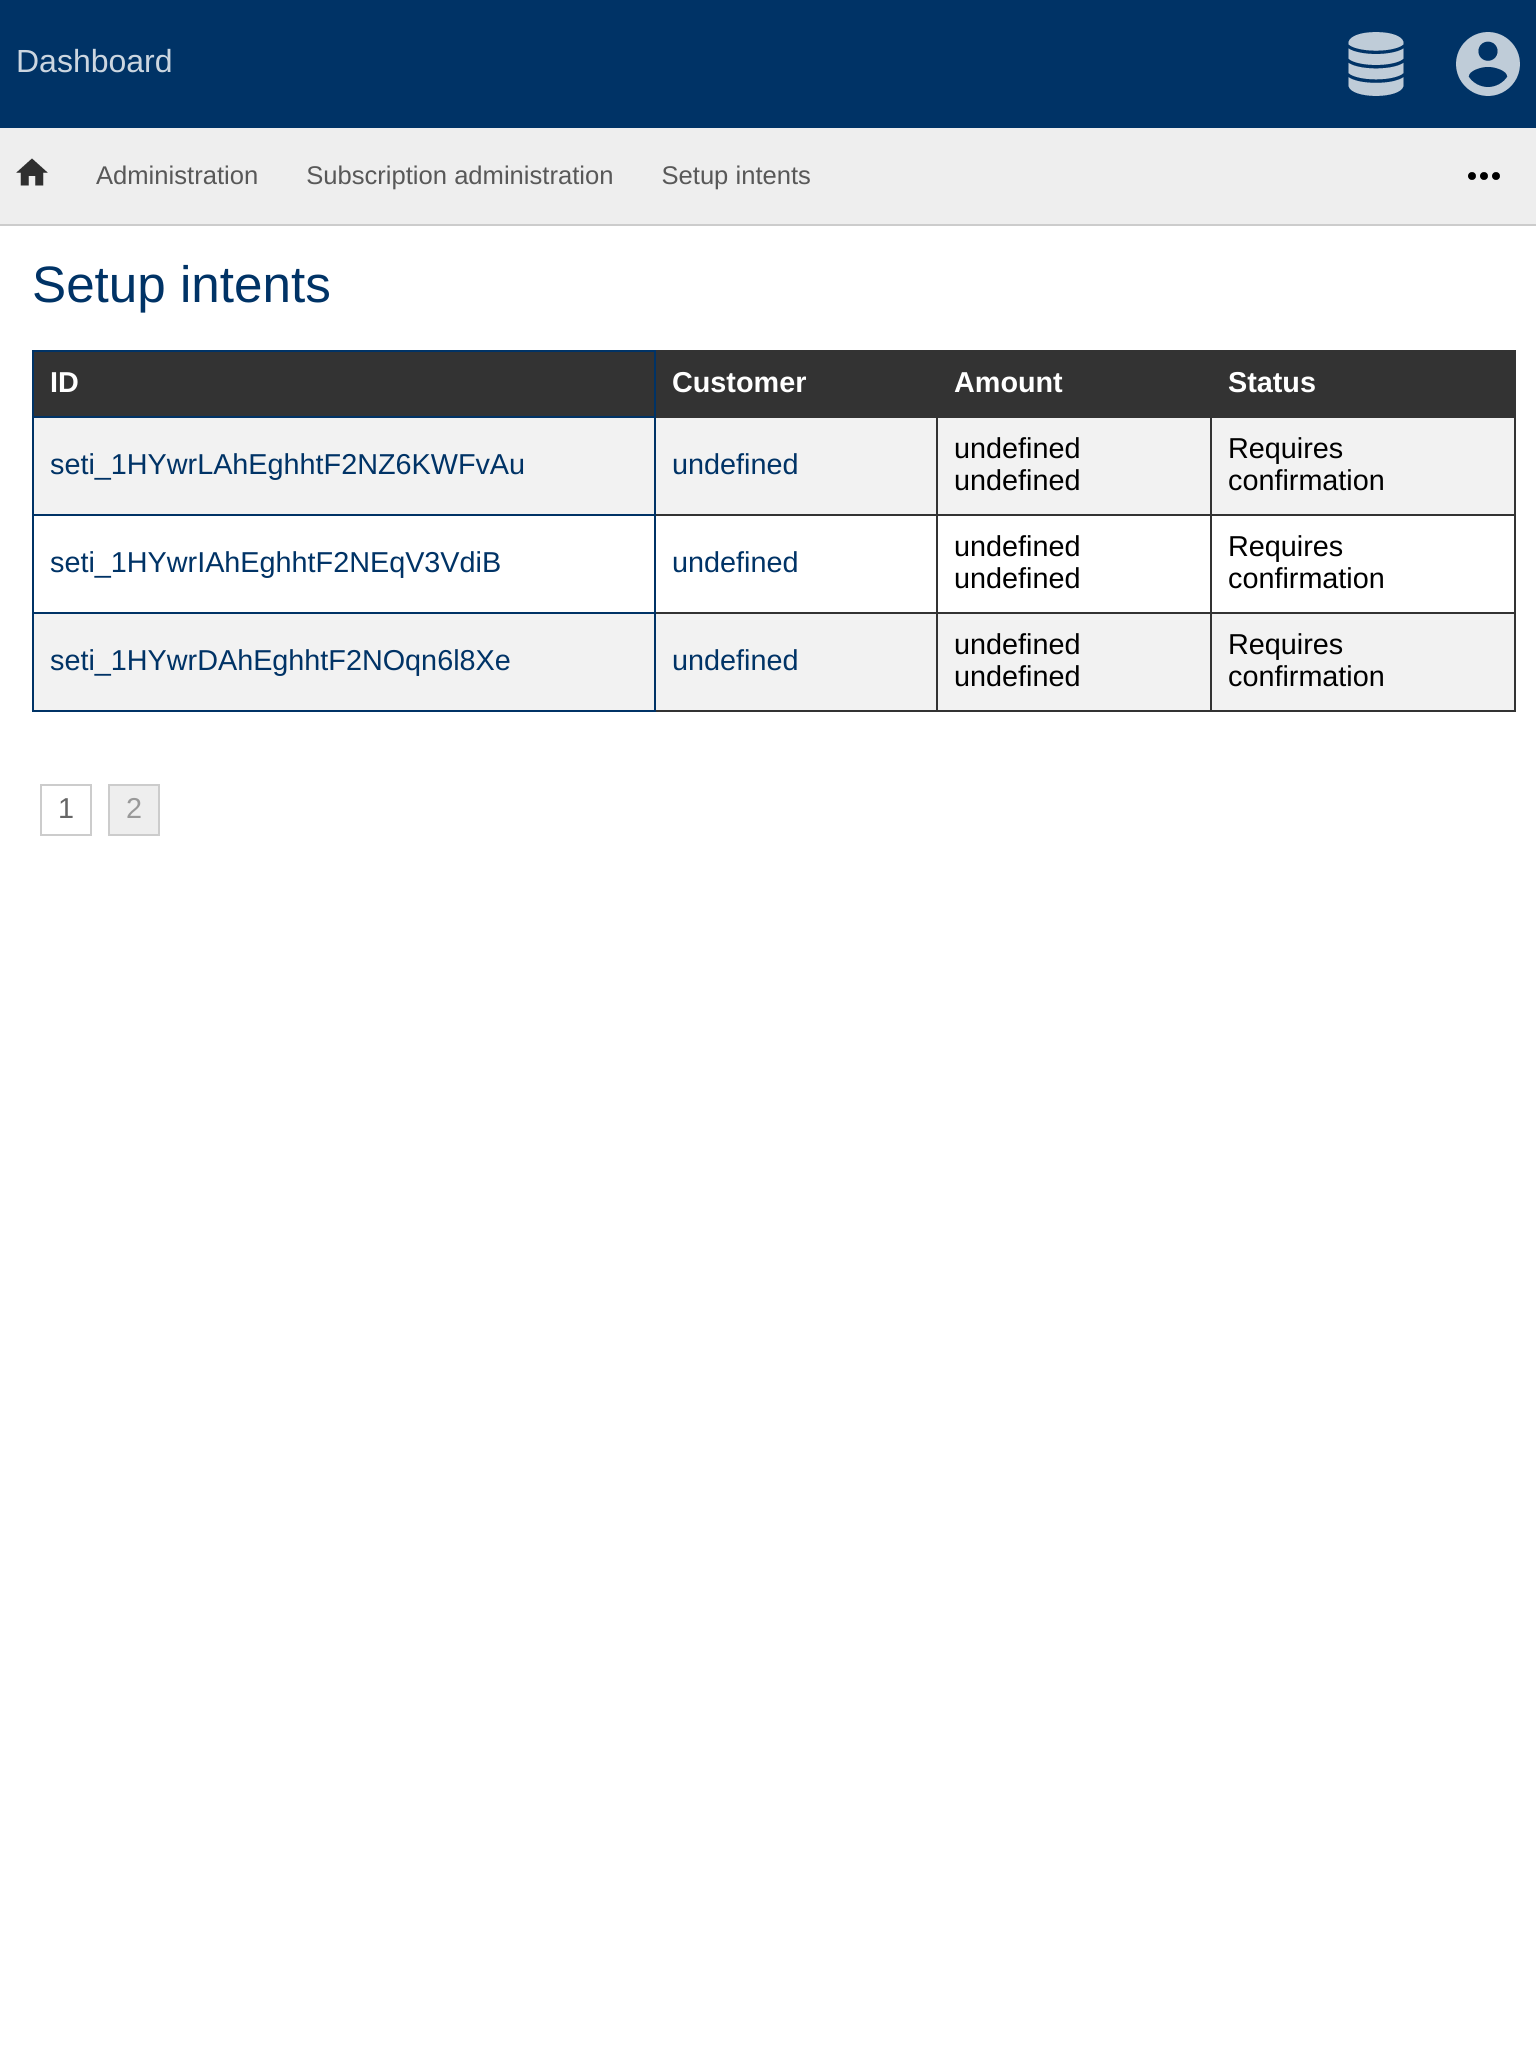 Dashboard
Administration Subscription administration Setup intents
Setup intents
ID Customer Amount Status
seti_1HYwrLAhEghhtF2NZ6KWFvAu undefined undefined undefined Requires confirmation
seti_1HYwrIAhEghhtF2NEqV3VdiB undefined undefined undefined Requires confirmation
seti_1HYwrDAhEghhtF2NOqn6l8Xe undefined undefined undefined Requires confirmation
1 2